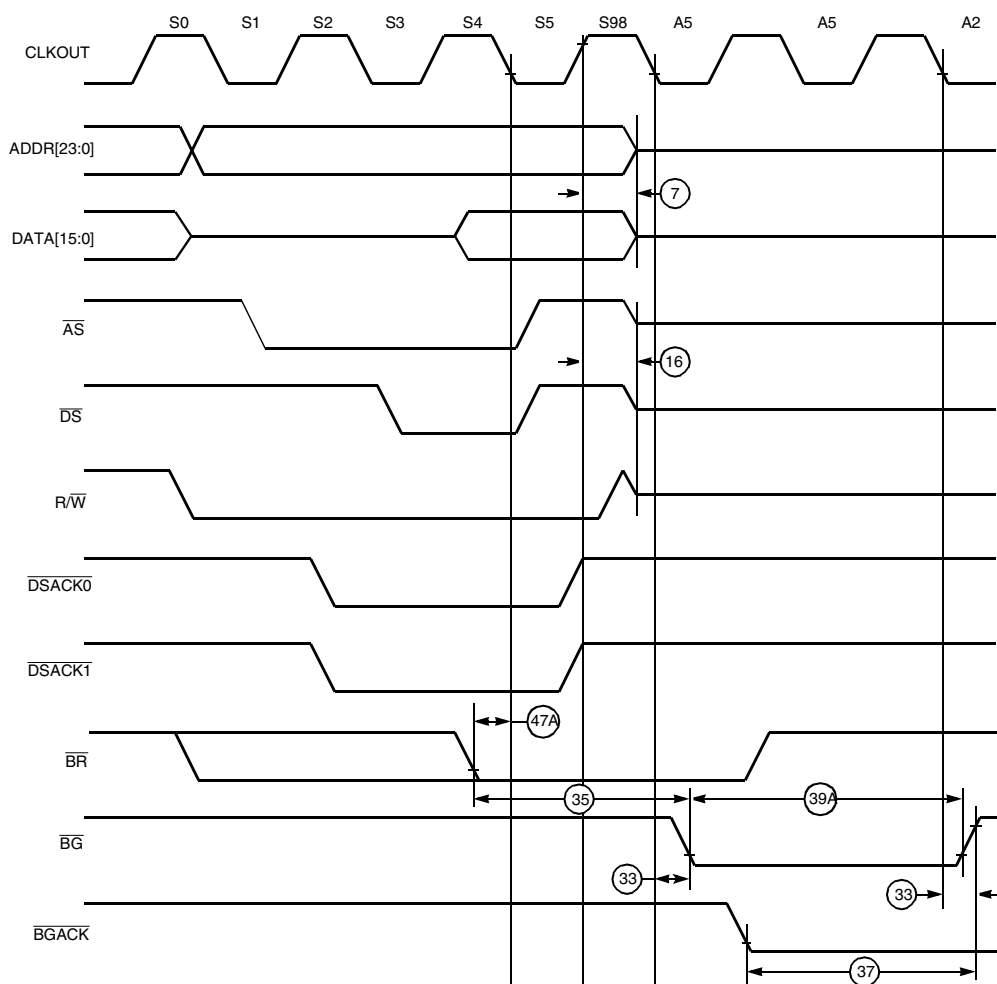 S0 S1 S2 S3 S4 S5 S98 A5 A5 A2
CLKOUT
ADDR[23:0]
7
DATA[15:0]
AS
16
DS
R/W
DSACK0
DSACK1
47A
BR
35 39A
BG
33 33
BGACK
37